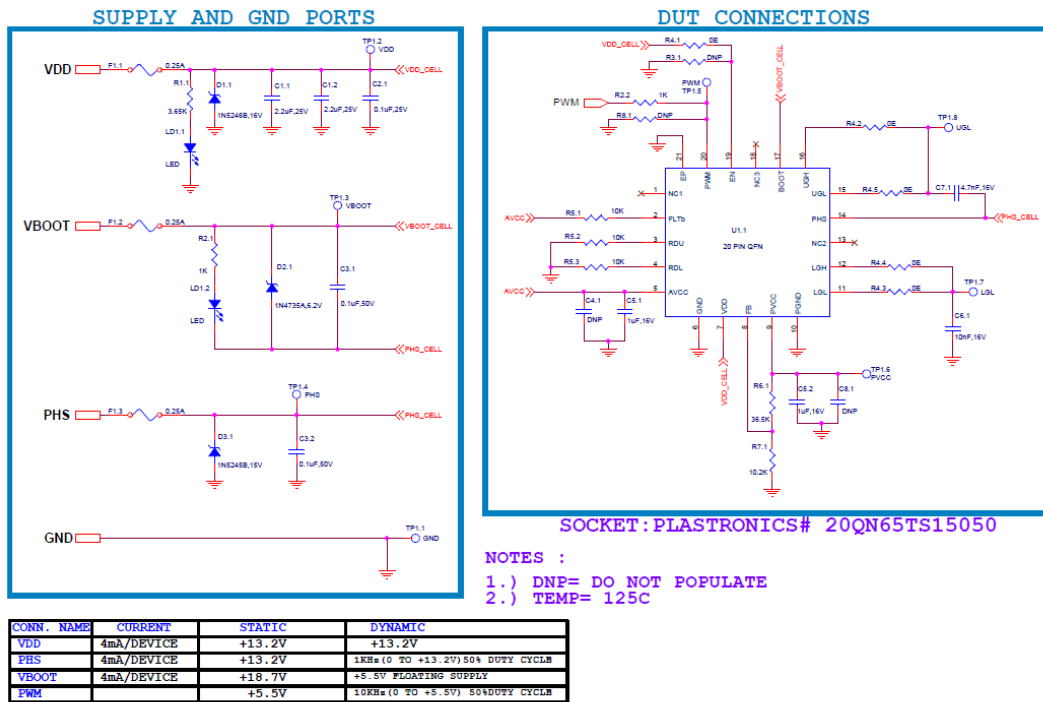 SUPPLY AND GND PORTS
VDD
F1.1
0.25A
TP1.2
VDD
VDD_CELL
R1.1
3.65K
D1.1
1N5246B,16V
C1.1
2.2uF,25V
C1.2
2.2uF,25V
C2.1
0.1uF,25V
LD1.1
LED
VBOOT
F1.2
0.25A
TP1.3
VBOOT
VBOOT_CELL
R2.1
1K
LD1.2
LED
D2.1
1N4735A,6.2V
C3.1
0.1uF,50V
PHS_CELL
PHS
F1.3
0.25A
TP1.4
PHS
PHS_CELL
D3.1
1N5245B,15V
C3.2
0.1uF,50V
GND
TP1.1
GND
DUT CONNECTIONS
VDD_CELL
R4.1
0E
R3.1
DNP
PWM
TP1.5
PWM
R2.2
1K
R8.1
DNP
VBOOT_CELL
R4.2
0E
TP1.8
UGL
21
20
19
18
17
16
EP
PWM
EN
NC3
BOOT
UGH
1
NC1
UGL
15
R4.5
0E
C7.1
4.7nF,16V
AVCC
R5.1
10K
2
FLTb
PHS
14
PHS_CELL
R5.2
10K
3
RDU
U1.1
20 PIN QFN
NC2
13
R5.3
10K
4
RDL
LGH
12
R4.4
0E
AVCC
5
AVCC
LGL
11
R4.3
0E
TP1.7
LGL
C4.1
DNP
C5.1
1uF,16V
C6.1
10nF,16V
GND
VDD
FB
PVCC
PGND
6
7
8
9
10
VDD_CELL
TP1.6
PVCC
R6.1
36.5K
C5.2
1uF,16V
C8.1
DNP
R7.1
10.2K
SOCKET:PLASTRONICS# 20QN65TS15050
NOTES :
1.) DNP= DO NOT POPULATE
2.) TEMP= 125C
CONN. NAME CURRENT STATIC DYNAMIC
VDD 4mA/DEVICE +13.2V +13.2V
PHS 4mA/DEVICE +13.2V 1KHz(0 TO +13.2V)50% DUTY CYCLE
VBOOT 4mA/DEVICE +18.7V +5.5V FLOATING SUPPLY
PWM +5.5V 10KHz(0 TO +5.5V) 50%DUTY CYCLE